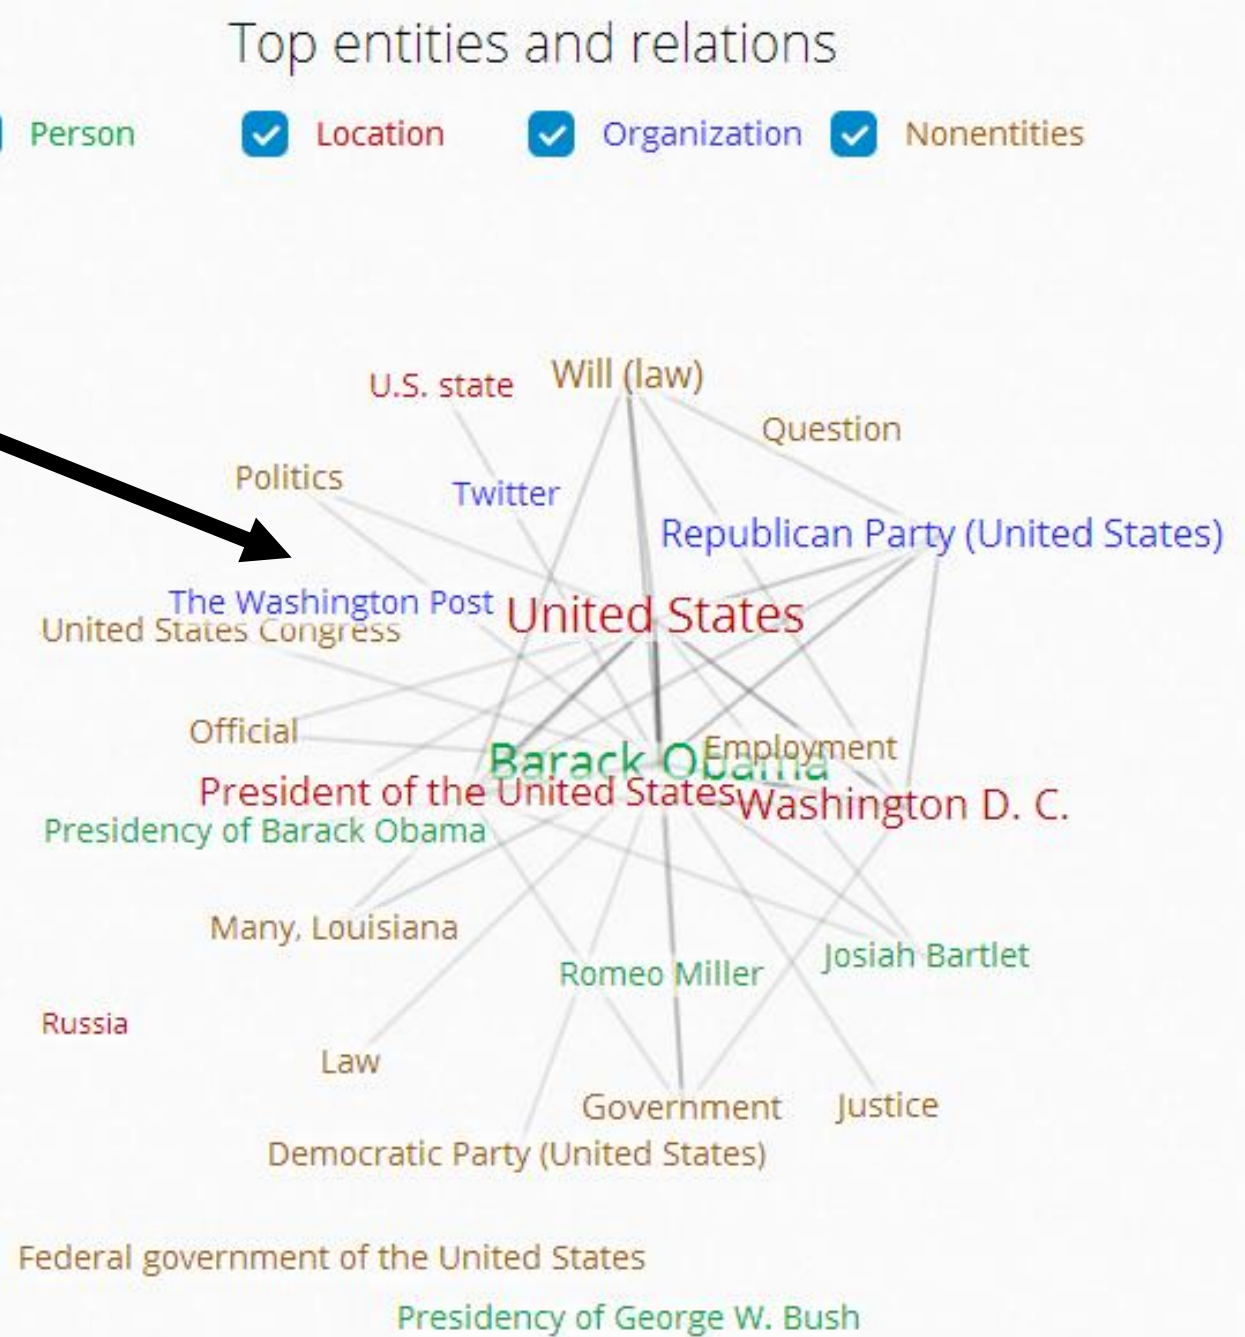 Top entities and relations
Person Location Organization Nonentities
Will (law)
U.S. state
Question
Politics
Twitter
Republican Party (United States)
The Washington Post
United States
United States Congress
Official
Employment
Barack Obama
President of the United States
Washington D. C.
Presidency of Barack Obama
Many, Louisiana
Josiah Bartlet
Romeo Miller
Russia
Law
Government
Justice
Democratic Party (United States)
Federal government of the United States
Presidency of George W. Bush